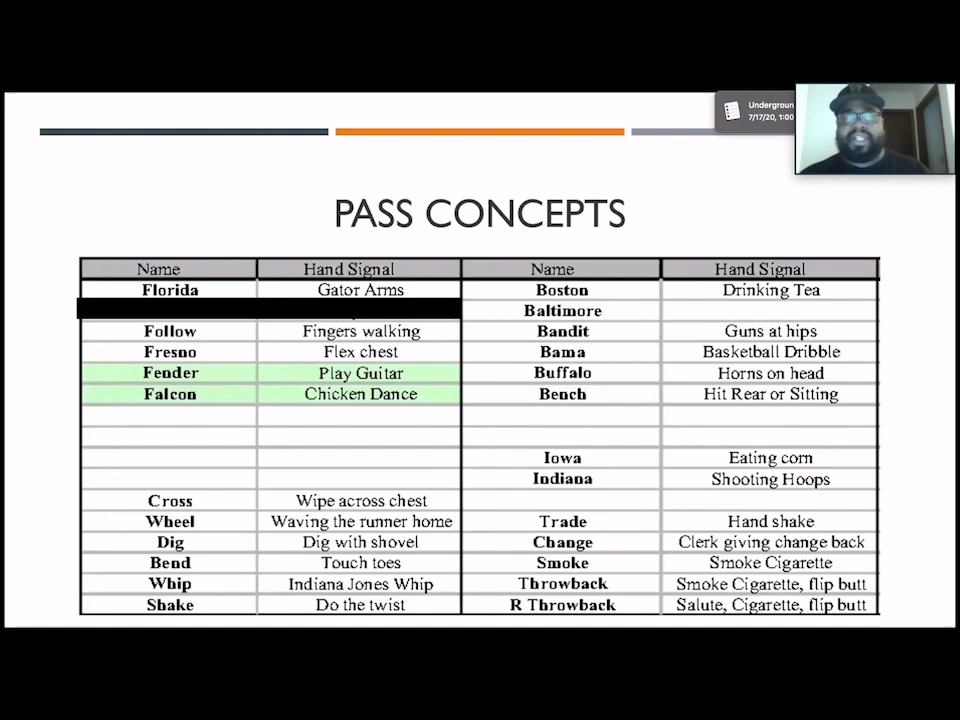 Undergroun
7/17/20, 1:00
PASS CONCEPTS
Name Hand Signal Name Hand Signal
Florida Gator Arms Boston Drinking Tea
Baltimore
Follow Fingers walking Bandit Guns at hips
Fresno Flex chest Bama Basketball Dribble
Fender Play Guitar Buffalo Horns on head
Falcon Chicken Dance Bench Hit Rear or Sitting
Iowa Eating corn
Indiana Shooting Hoops
Cross Wipe across chest
Wheel Waving the runner home Trade Hand shake
Dig Dig with shovel Change Clerk giving change back
Bend Touch toes Smoke Smoke Cigarette
Whip Indiana Jones Whip Throwback Smoke Cigarette, flip butt
Shake Do the twist R Throwback Salute, Cigarette, flip butt